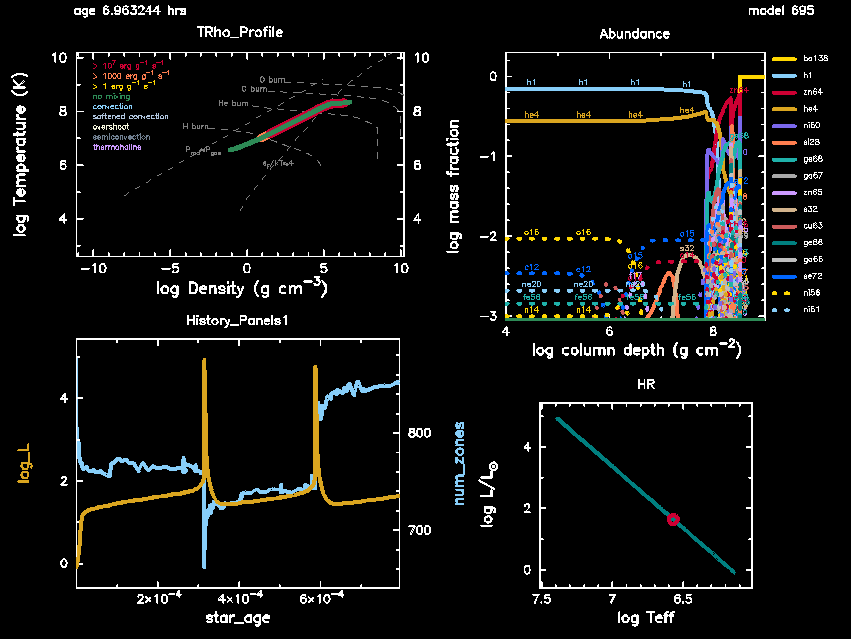 age 6.963244 hrs
model 695
TRho_Profile
> 10⁷ erg g⁻¹ s⁻¹
> 1000 erg g⁻¹ s⁻¹
> 1 erg g⁻¹ s⁻¹
no mixing
convection
softened convection
overshoot
semiconvection
thermohaline
O burn
C burn
He burn
H burn
10
8
6
4
10
8
6
4
−10
−5
0
5
10
log Temperature (K)
log Density (g cm⁻³)
Abundance
0
−1
−2
−3
4
6
8
log mass fraction
log column depth (g cm⁻²)
h1 h1 h1 h1
he4 he4 he4 he4
o16 o16 o15
c12 c12
ne20 ne20
fe56 fe56 fe56 fe56
n14 n14
s32
o16
f17
h1
zn64
he4
ni60
si28
ge68
zn65
s32
cu63
se72
ni56
History_Panels1
4
2
0
800
700
2×10⁻⁴
4×10⁻⁴
6×10⁻⁴
log_L
num_zones
star_age
HR
4
2
0
7.5
7
6.5
log L/L☉
log Teff